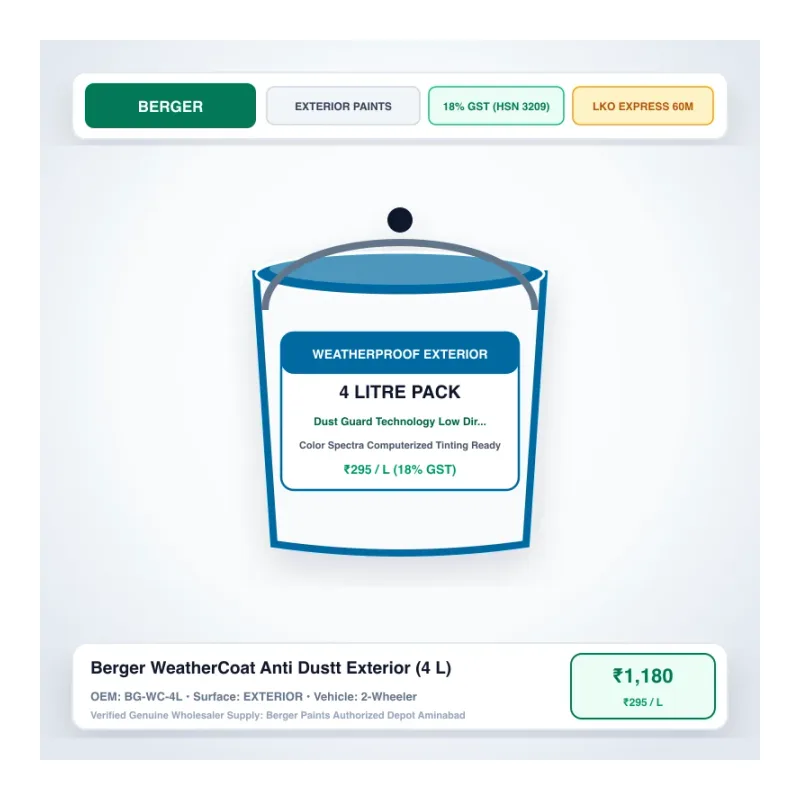 BERGER
EXTERIOR PAINTS
18% GST (HSN 3209)
LKO EXPRESS 60M
WEATHERPROOF EXTERIOR
4 LITRE PACK
Dust Guard Technology Low Dir...
Color Spectra Computerized Tinting Ready
₹295 / L (18% GST)
Berger WeatherCoat Anti Dustt Exterior (4 L)
OEM: BG-WC-4L • Surface: EXTERIOR • Vehicle: 2-Wheeler
Verified Genuine Wholesaler Supply: Berger Paints Authorized Depot Aminabad
₹1,180
₹295 / L